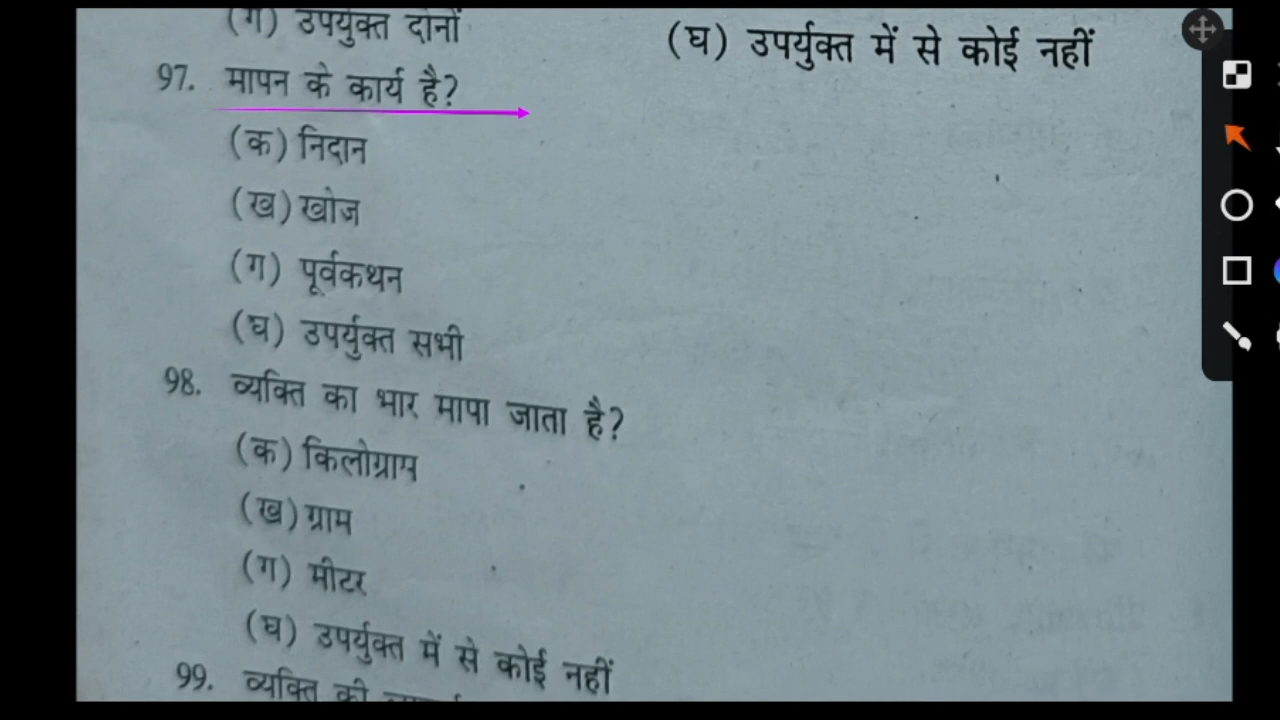 (ग) उपर्युक्त दोनों
(घ) उपर्युक्त में से कोई नहीं
97. मापन के कार्य है?
(क) निदान
(ख) खोज
(ग) पूर्वकथन
(घ) उपर्युक्त सभी
98. व्यक्ति का भार मापा जाता है?
(क) किलोग्राम
(ख) ग्राम
(ग) मीटर
(घ) उपर्युक्त में से कोई नहीं
99. व्यक्ति की